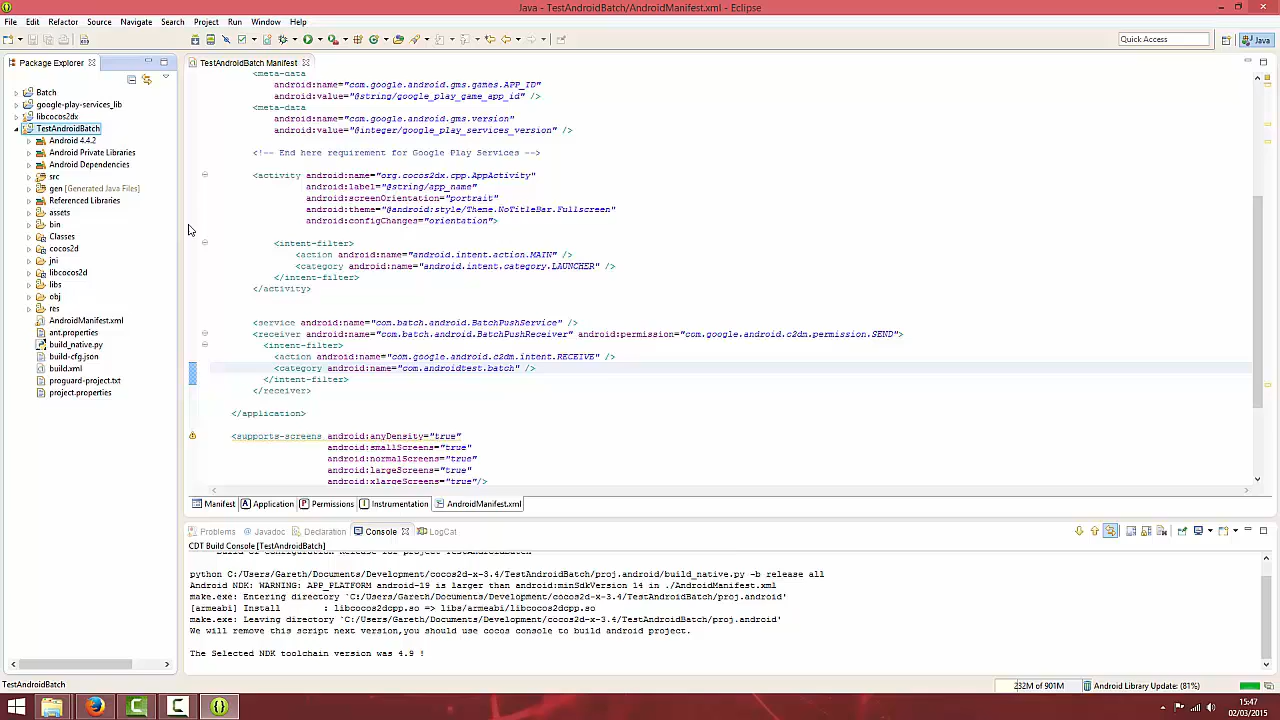 Java - TestAndroidBatch/AndroidManifest.xml - Eclipse
File Edit Refactor Source Navigate Search Project Run Window Help
Quick Access
Java
Package Explorer
TestAndroidBatch Manifest
Batch
google-play-services_lib
libcocos2dx
TestAndroidBatch
Android 4.4.2
Android Private Libraries
Android Dependencies
src
gen [Generated Java Files]
Referenced Libraries
assets
bin
Classes
cocos2d
jni
libcocos2d
libs
obj
res
AndroidManifest.xml
ant.properties
build_native.py
build-cfg.json
build.xml
proguard-project.txt
project.properties
<meta-data
android:name="com.google.android.gms.games.APP_ID"
android:value="@string/google_play_game_app_id" />
<meta-data
android:name="com.google.android.gms.version"
android:value="@integer/google_play_services_version" />
<!-- End here requirement for Google Play Services -->
<activity android:name="org.cocos2dx.cpp.AppActivity"
android:label="@string/app_name"
android:screenOrientation="portrait"
android:theme="@android:style/Theme.NoTitleBar.Fullscreen"
android:configChanges="orientation">
<intent-filter>
<action android:name="android.intent.action.MAIN" />
<category android:name="android.intent.category.LAUNCHER" />
</intent-filter>
</activity>
<service android:name="com.batch.android.BatchPushService" />
<receiver android:name="com.batch.android.BatchPushReceiver" android:permission="com.google.android.c2dm.permission.SEND">
<intent-filter>
<action android:name="com.google.android.c2dm.intent.RECEIVE" />
<category android:name="com.androidtest.batch" />
</intent-filter>
</receiver>
</application>
<supports-screens android:anyDensity="true"
android:smallScreens="true"
android:normalScreens="true"
android:largeScreens="true"
android:xlargeScreens="true"/>
Manifest Application Permissions Instrumentation AndroidManifest.xml
Problems Javadoc Declaration Console LogCat
CDT Build Console [TestAndroidBatch]
python C:/Users/Gareth/Documents/Development/cocos2d-x-3.4/TestAndroidBatch/proj.android/build_native.py -b release all
Android NDK: WARNING: APP_PLATFORM android-19 is larger than android:minSdkVersion 14 in ./AndroidManifest.xml
make.exe: Entering directory `C:/Users/Gareth/Documents/Development/cocos2d-x-3.4/TestAndroidBatch/proj.android'
[armeabi] Install : libcocos2dcpp.so => libs/armeabi/libcocos2dcpp.so
make.exe: Leaving directory `C:/Users/Gareth/Documents/Development/cocos2d-x-3.4/TestAndroidBatch/proj.android'
We will remove this script next version,you should use cocos console to build android project.
The Selected NDK toolchain version was 4.9 !
TestAndroidBatch
232M of 901M
Android Library Update: (81%)
15:47
02/03/2015